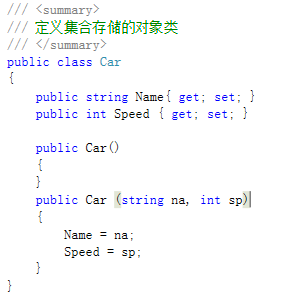 /// <summary>
/// 定义集合存储的对象类
/// </summary>
public class Car
{
    public string Name{ get; set; }
    public int Speed { get; set; }

    public Car()
    {
    }
    public Car (string na, int sp)
    {
        Name = na;
        Speed = sp;
    }
}